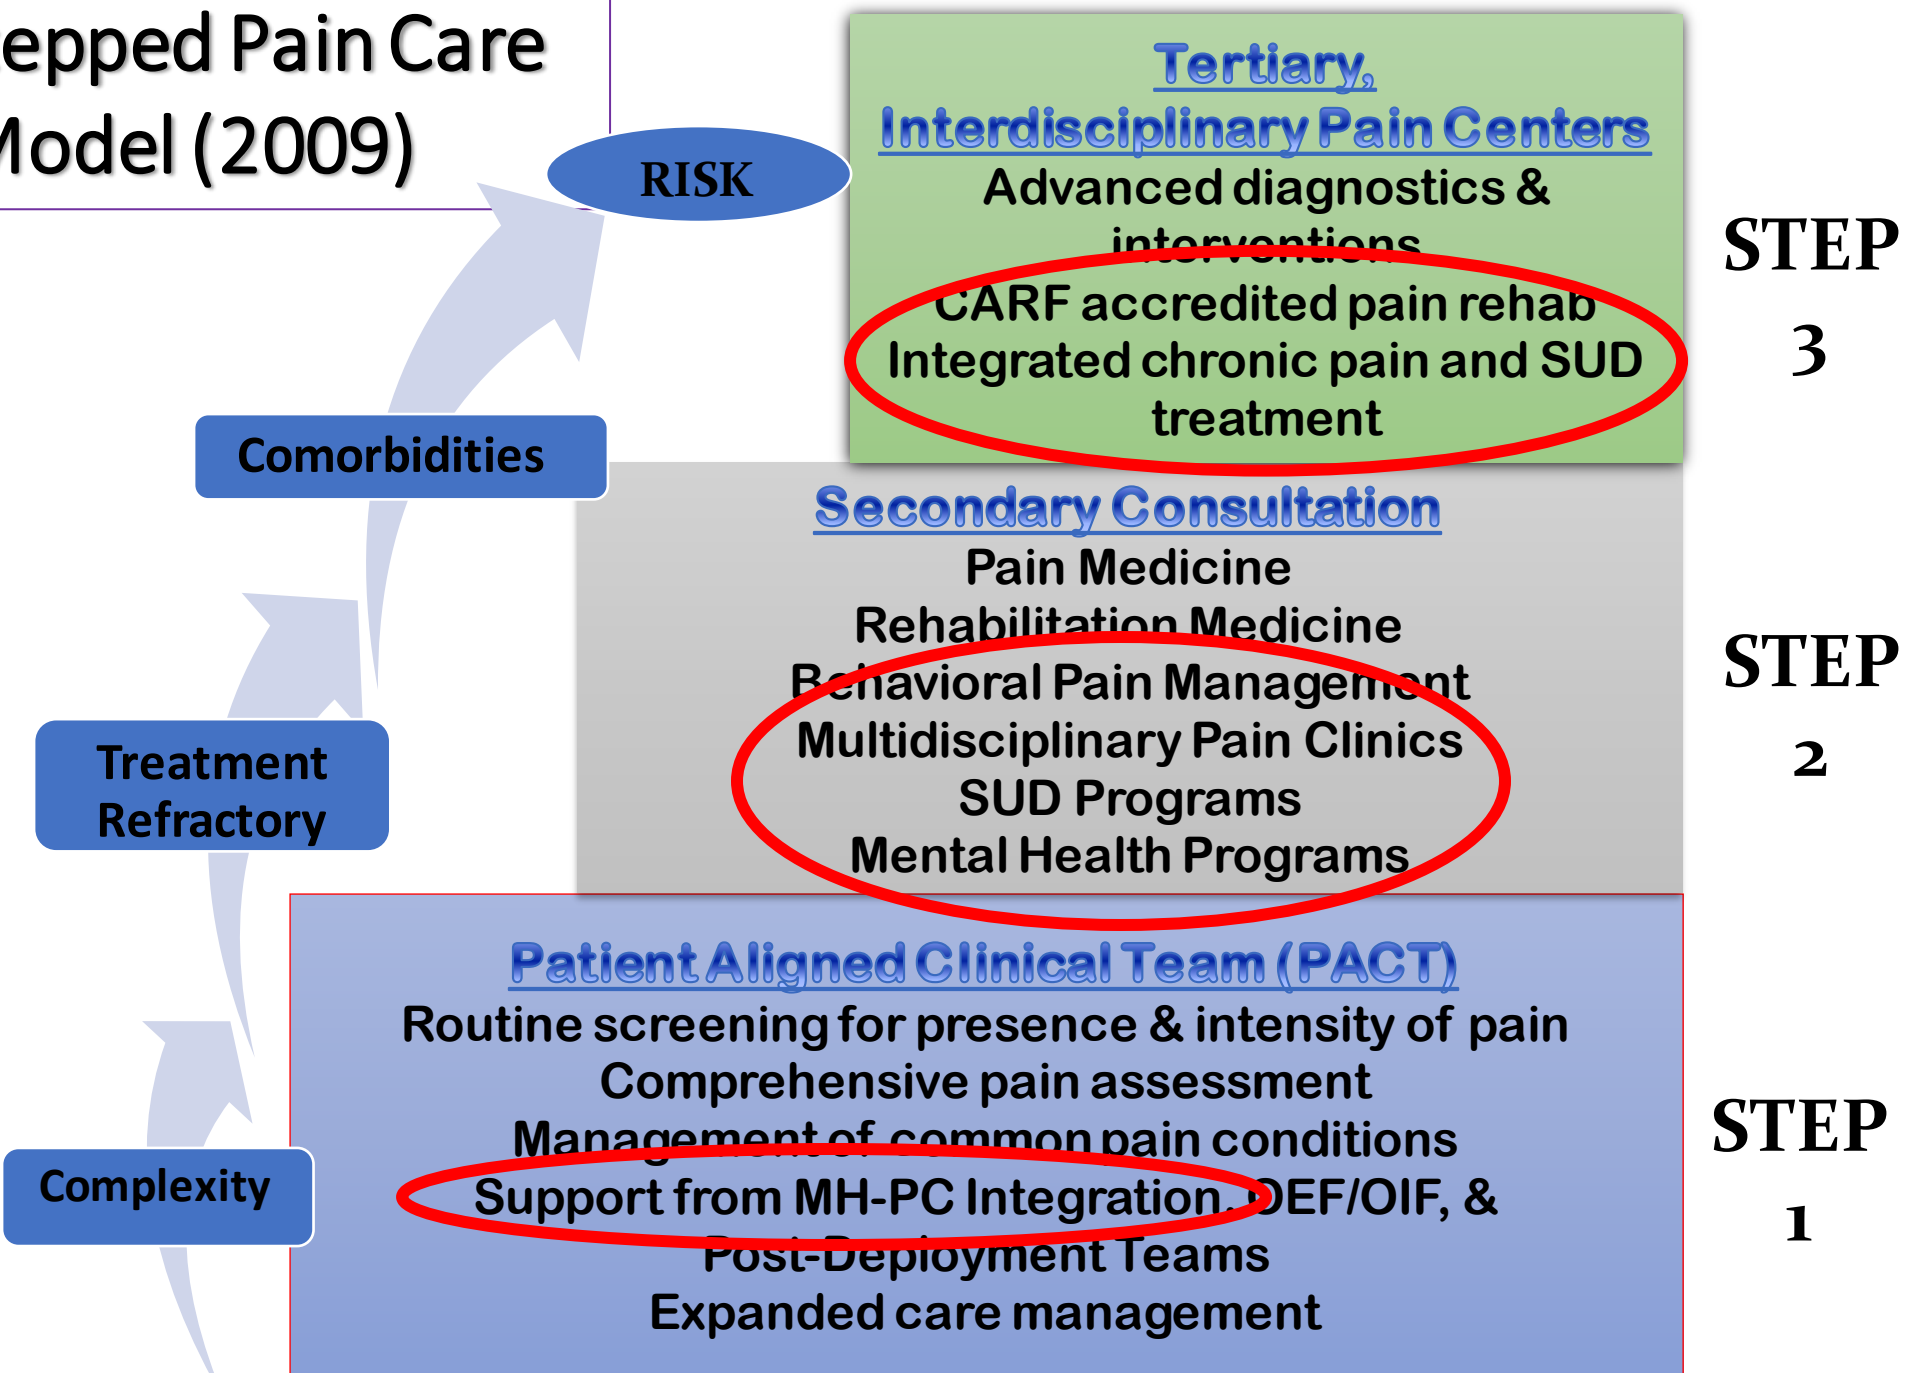 tepped Pain Care
Model (2009)
RISK
Comorbidities
Treatment
Refractory
Complexity
Tertiary,
Interdisciplinary Pain Centers
Advanced diagnostics &
interventions
CARF accredited pain rehab
Integrated chronic pain and SUD
treatment
STEP
3
Secondary Consultation
Pain Medicine
Rehabilitation Medicine
Behavioral Pain Management
Multidisciplinary Pain Clinics
SUD Programs
Mental Health Programs
STEP
2
Patient Aligned Clinical Team (PACT)
Routine screening for presence & intensity of pain
Comprehensive pain assessment
Management of common pain conditions
Support from MH-PC Integration, OEF/OIF, &
Post-Deployment Teams
Expanded care management
STEP
1